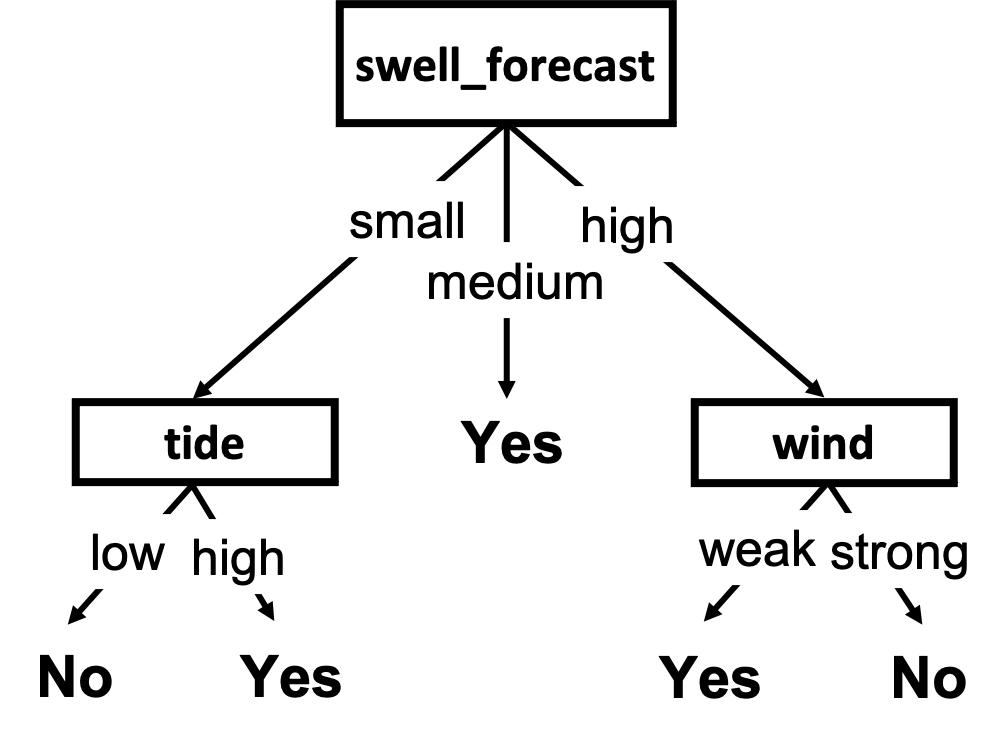 swell_forecast
small
high
medium
tide
Yes
wind
low
high
weak
strong
No
Yes
Yes
No